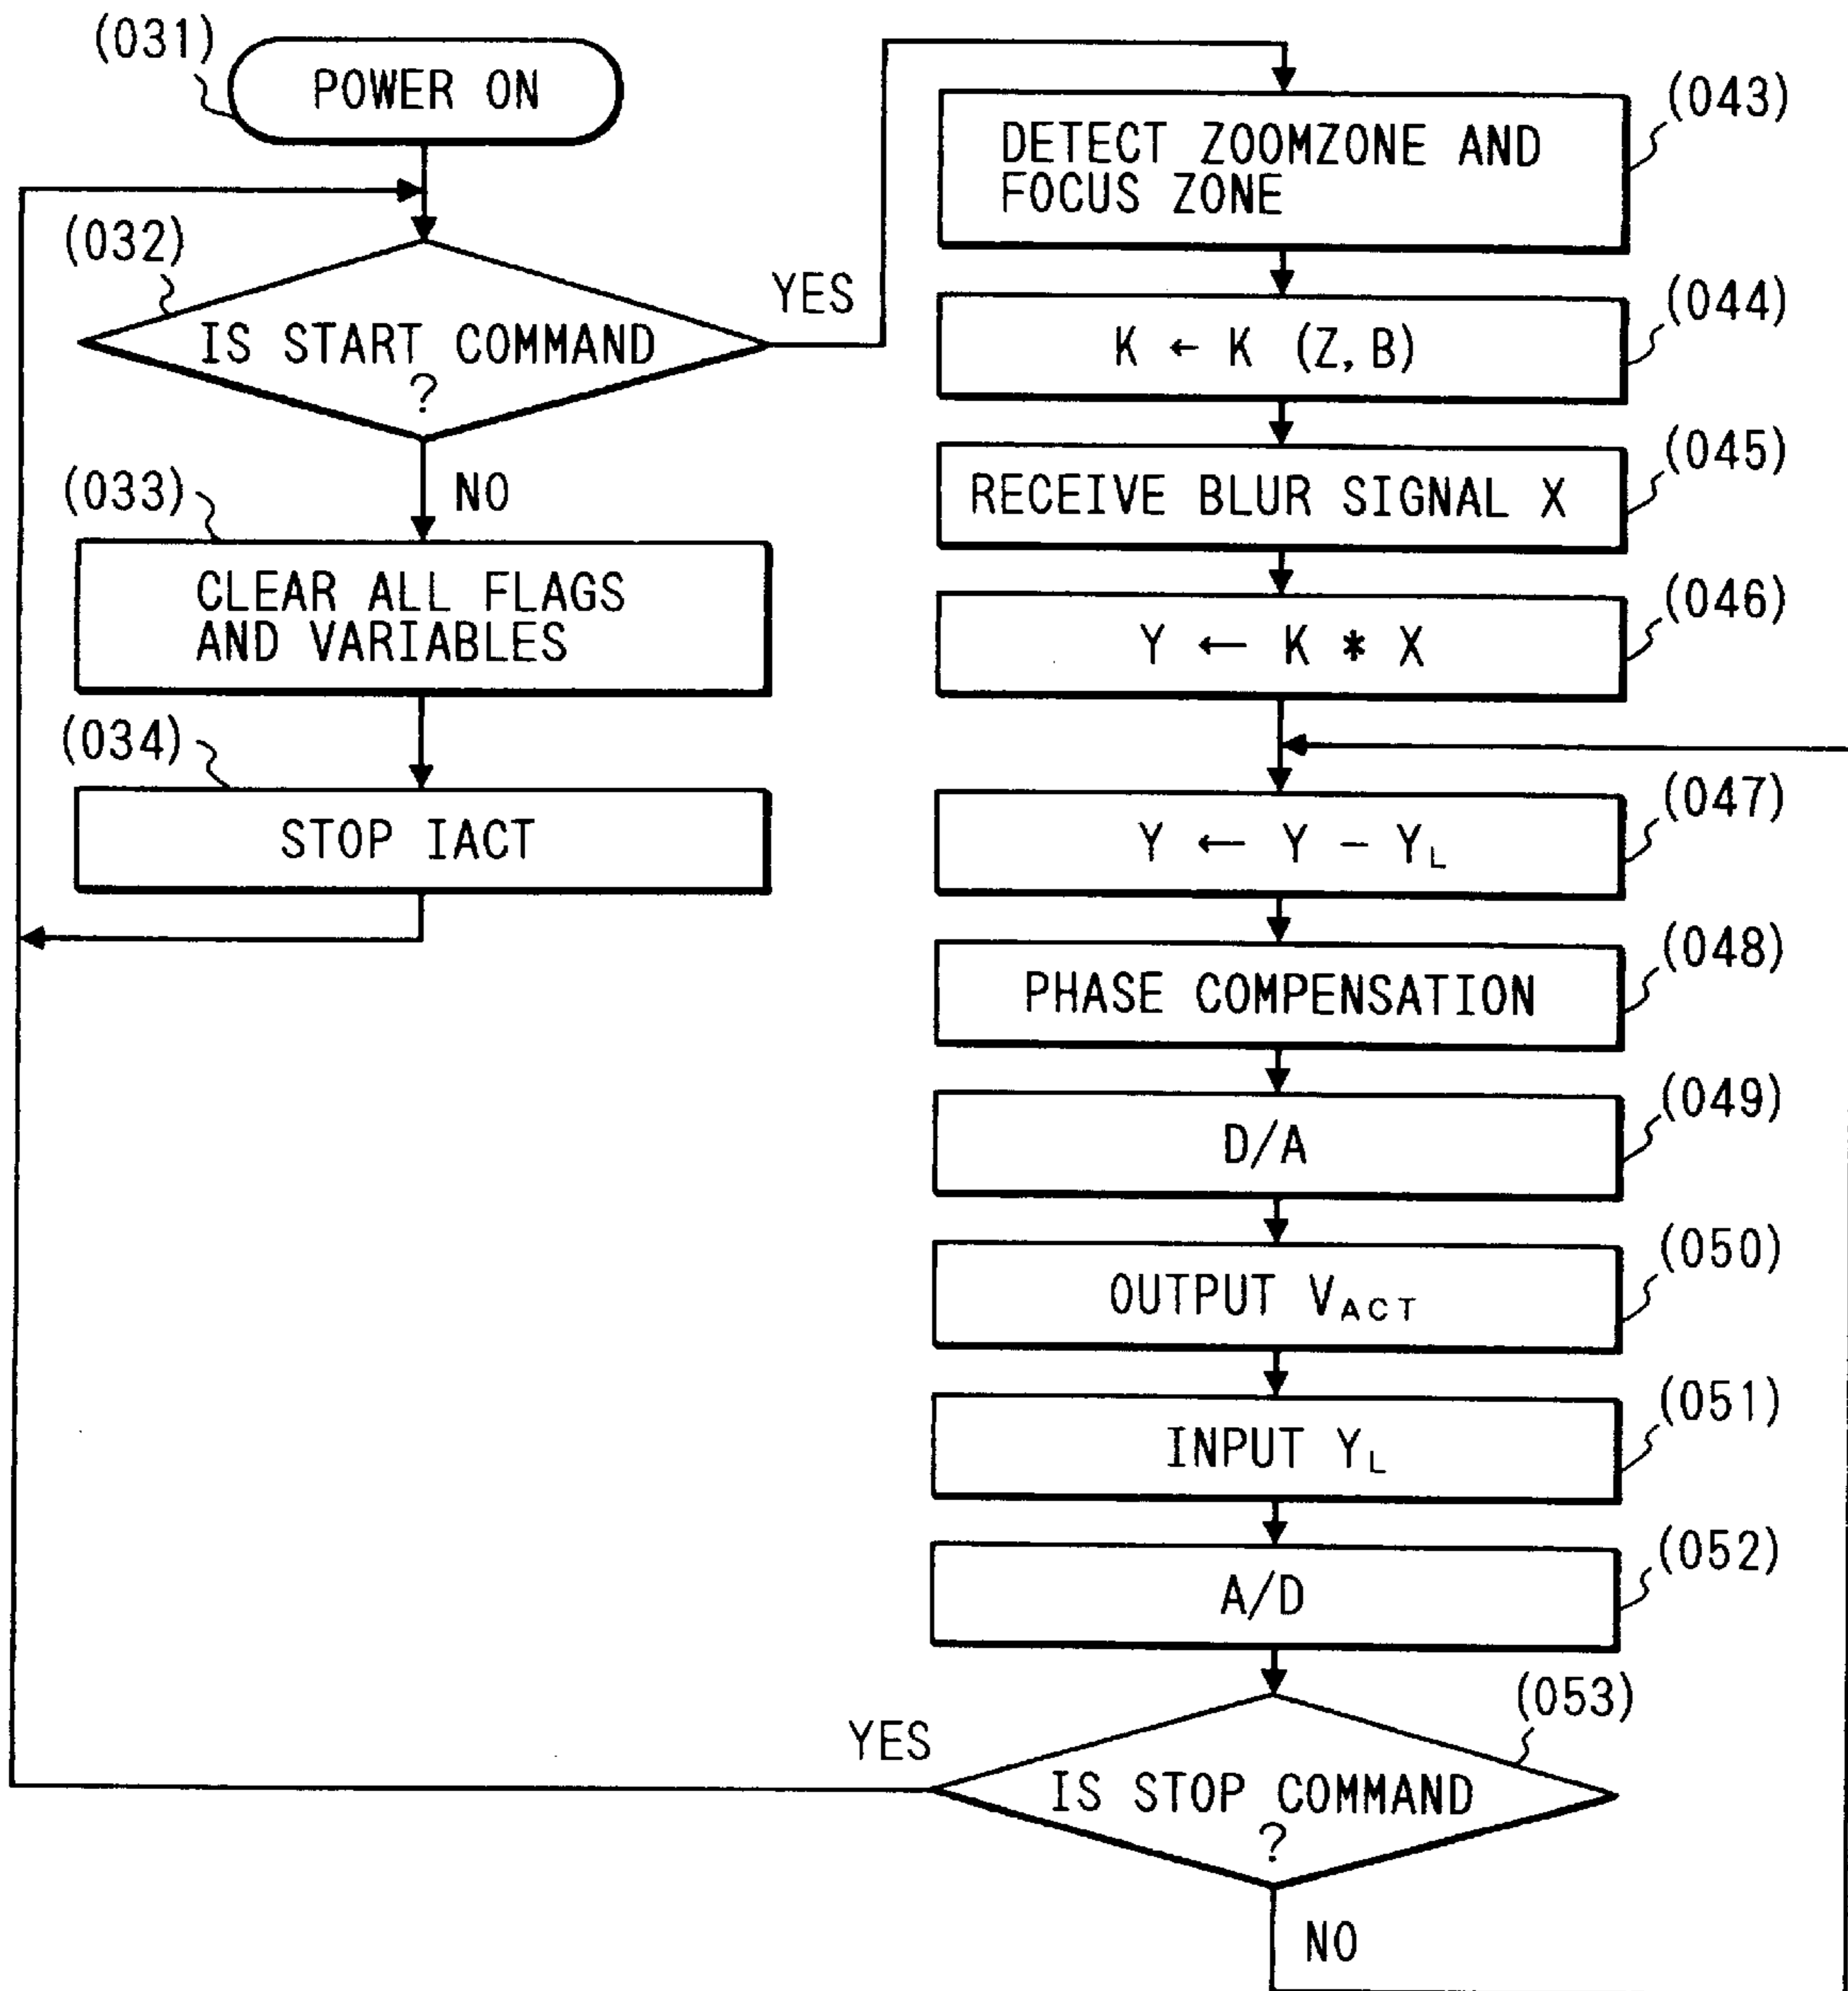 (031)
POWER ON
(032)
IS START COMMAND
?
YES
NO
(033)
CLEAR ALL FLAGS
AND VARIABLES
(034)
STOP IACT
(043)
DETECT ZOOMZONE AND
FOCUS ZONE
(044)
K ← K (Z, B)
(045)
RECEIVE BLUR SIGNAL X
(046)
Y ← K * X
(047)
Y ← Y - YL
(048)
PHASE COMPENSATION
(049)
D/A
(050)
OUTPUT VACT
(051)
INPUT YL
(052)
A/D
(053)
YES
IS STOP COMMAND
?
NO